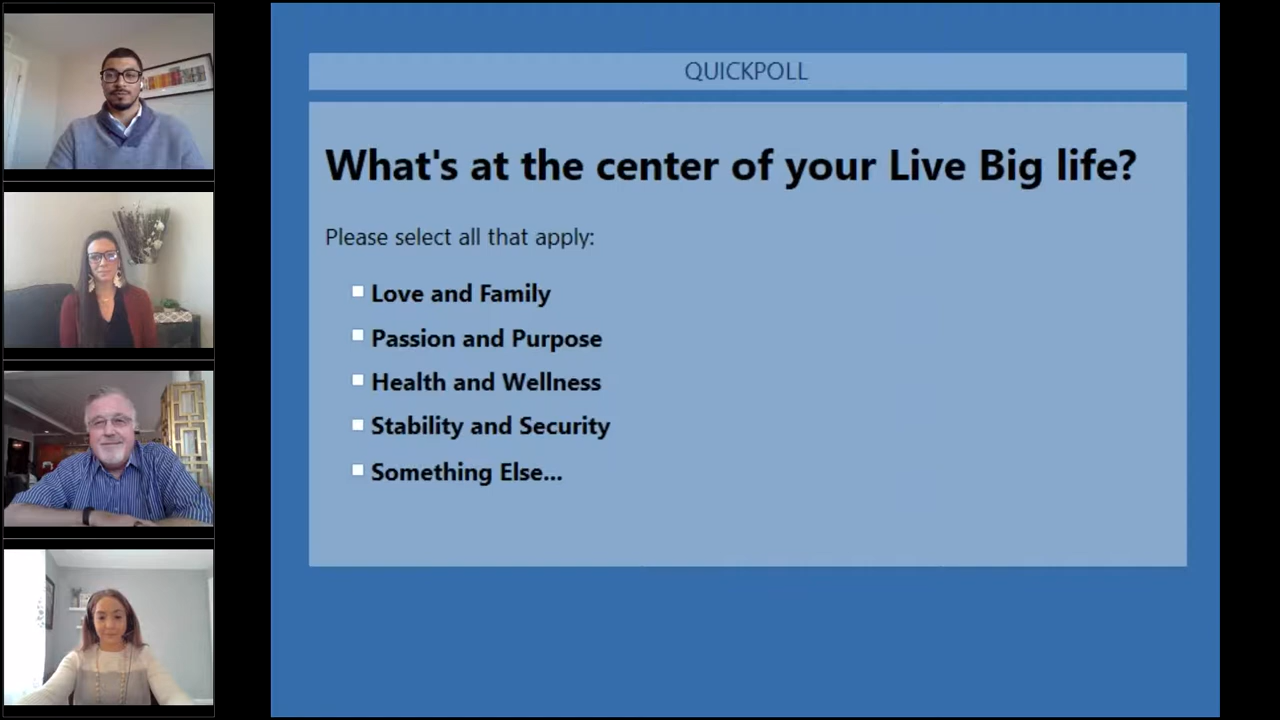 QUICKPOLL
What's at the center of your Live Big life?
Please select all that apply:
Love and Family
Passion and Purpose
Health and Wellness
Stability and Security
Something Else...